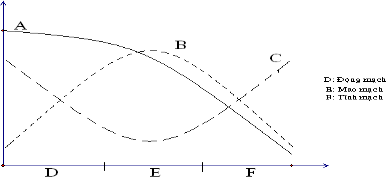 A
B
C
D: Động mạch
B: Mao mạch
P: Tĩnh mạch
D E F